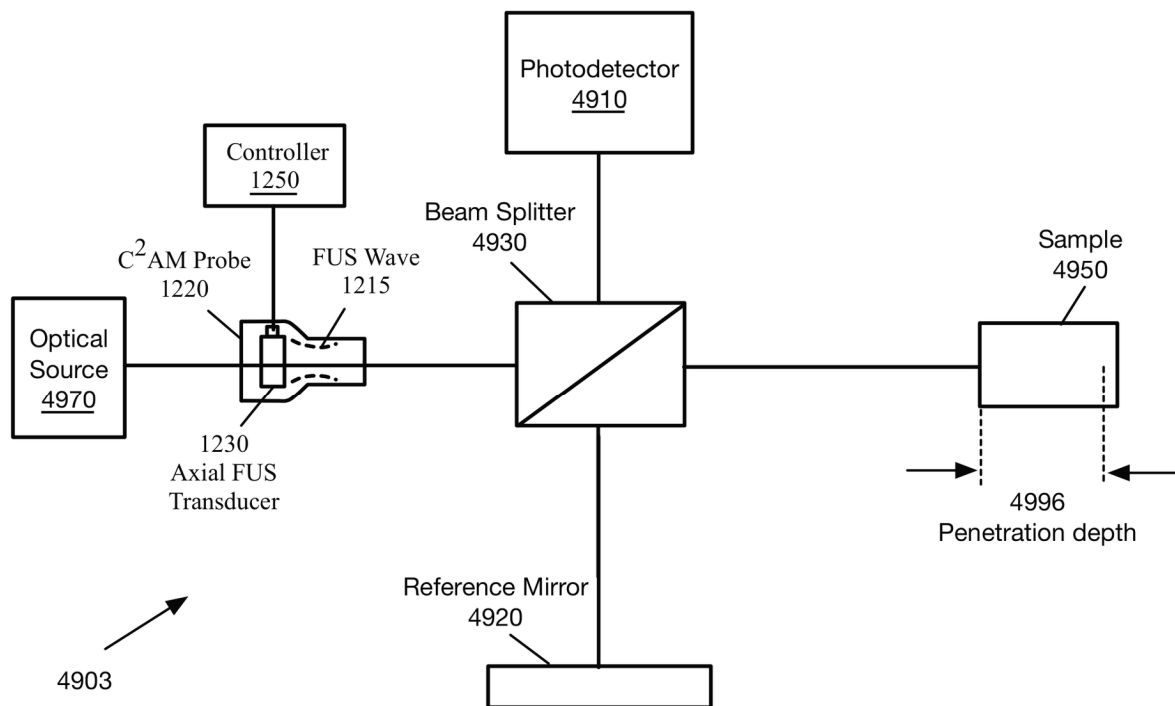 Photodetector
4910
Controller
1250
Beam Splitter
4930
C²AM Probe
1220
FUS Wave
1215
Sample
4950
Optical
Source
4970
1230
Axial FUS
Transducer
4996
Penetration depth
Reference Mirror
4920
4903